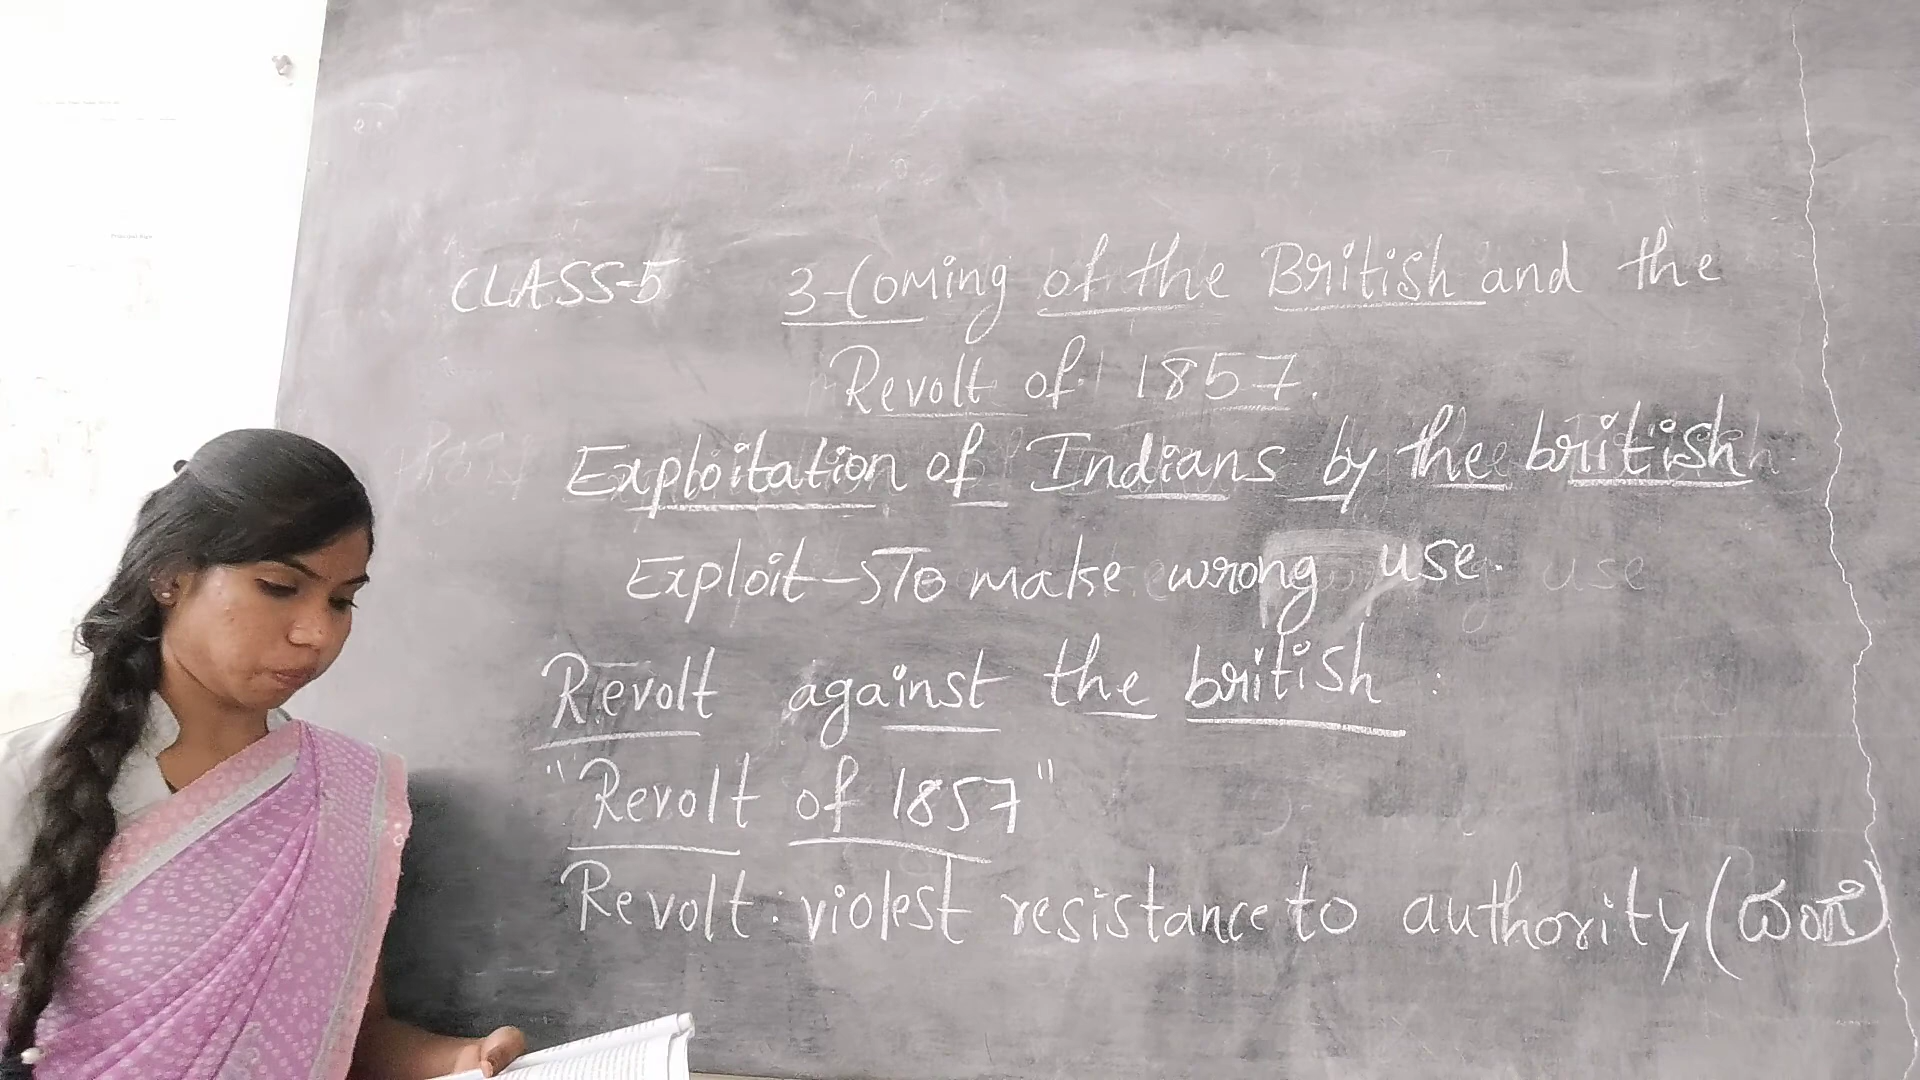 CLASS-5 3-Coming of the British and the
Revolt of 1857.
Exploitation of Indians by the british
Exploit-To make wrong use.
Revolt against the british :
"Revolt of 1857"
Revolt: violest resistance to authority (ದಂಗೆ)